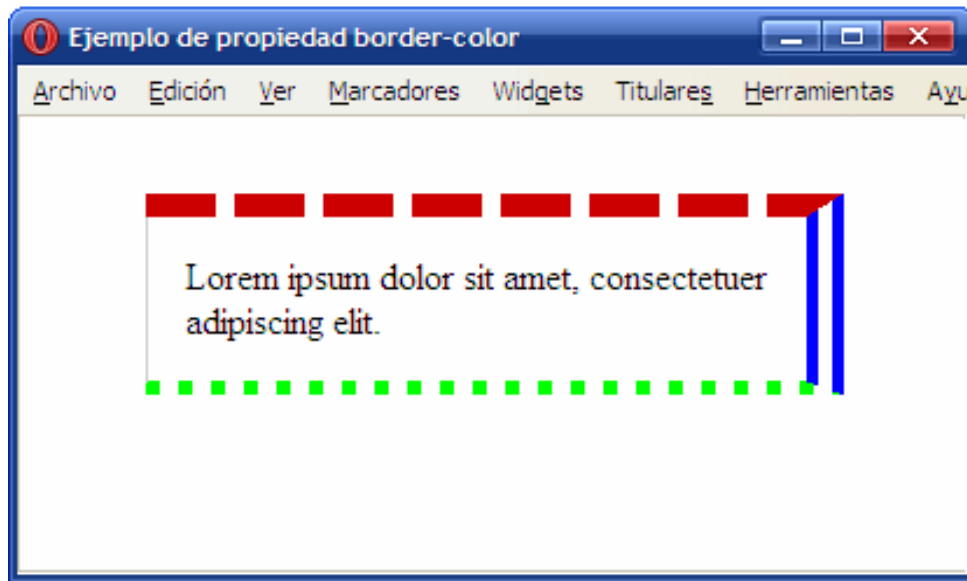 Ejemplo de propiedad border-color
Archivo Edición Ver Marcadores Widgets Titulares Herramientas Ayu
Lorem ipsum dolor sit amet, consectetuer
adipiscing elit.